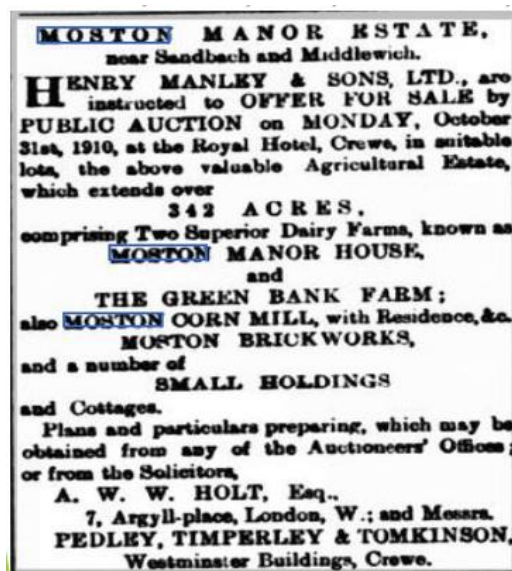 MOSTON MANOR ESTATE,
near Sandbach and Middlewich.
HENRY MANLEY & SONS, LTD., are
instructed to OFFER FOR SALE by
PUBLIC AUCTION on MONDAY, October
31st, 1910, at the Royal Hotel, Crewe, in suitable
lots, the above valuable Agricultural Estate,
which extends over
342 ACRES,
comprising Two Superior Dairy Farms, known as
MOSTON MANOR HOUSE,
and
THE GREEN BANK FARM;
also MOSTON CORN MILL, with Residence, &c.
MOSTON BRICKWORKS,
and a number of
SMALL HOLDINGS
and Cottages.
Plans and particulars preparing, which may be
obtained from any of the Auctioneers' Offices;
or from the Solicitors,
A. W. W. HOLT, Esq.,
7, Argyll-place, London, W.; and Messrs.
PEDLEY, TIMPERLEY & TOMKINSON,
Westminster Buildings, Crewe.